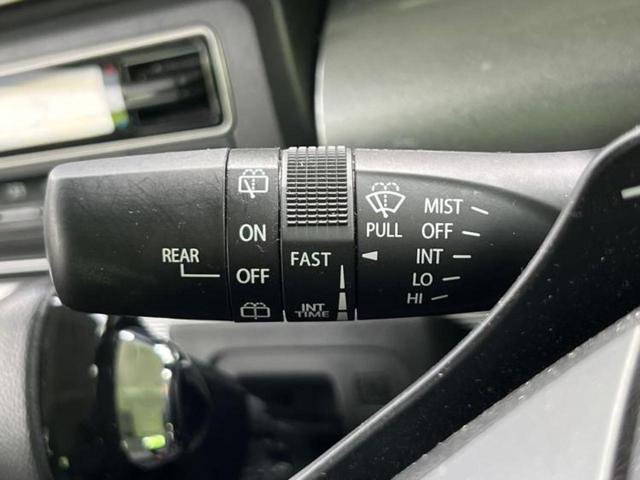 REAR
ON
OFF
FAST
INT
TIME
PULL
MIST
OFF
INT
LO
HI